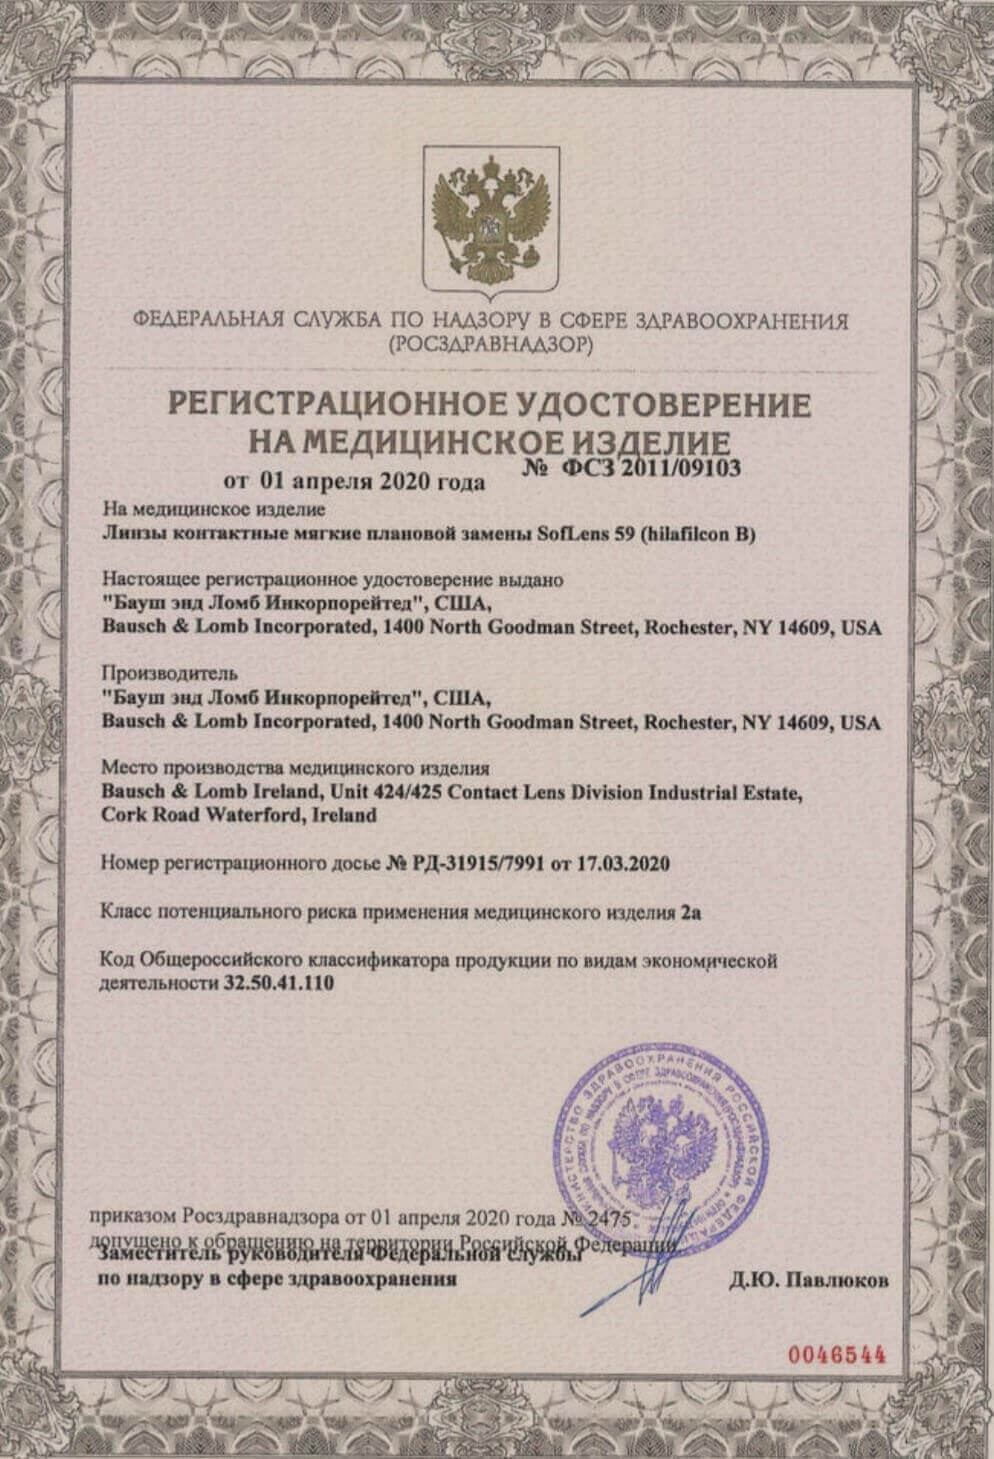 ФЕДЕРАЛЬНАЯ СЛУЖБА ПО НАДЗОРУ В СФЕРЕ ЗДРАВООХРАНЕНИЯ
(РОСЗДРАВНАДЗОР)
РЕГИСТРАЦИОННОЕ УДОСТОВЕРЕНИЕ
НА МЕДИЦИНСКОЕ ИЗДЕЛИЕ
№ ФСЗ 2011/09103
от 01 апреля 2020 года
На медицинское изделие
Линзы контактные мягкие плановой замены SofLens 59 (hilafilcon B)
Настоящее регистрационное удостоверение выдано
"Бауш энд Ломб Инкорпорейтед", США,
Bausch & Lomb Incorporated, 1400 North Goodman Street, Rochester, NY 14609, USA
Производитель
"Бауш энд Ломб Инкорпорейтед", США,
Bausch & Lomb Incorporated, 1400 North Goodman Street, Rochester, NY 14609, USA
Место производства медицинского изделия
Bausch & Lomb Ireland, Unit 424/425 Contact Lens Division Industrial Estate,
Cork Road Waterford, Ireland
Номер регистрационного досье № РД-31915/7991 от 17.03.2020
Класс потенциального риска применения медицинского изделия 2а
Код Общероссийского классификатора продукции по видам экономической
деятельности 32.50.41.110
приказом Росздравнадзора от 01 апреля 2020 года № 2475
допущено к обращению на территории Российской Федерации
Заместитель руководителя Федеральной службы
по надзору в сфере здравоохранения
Д.Ю. Павлюков
0046544